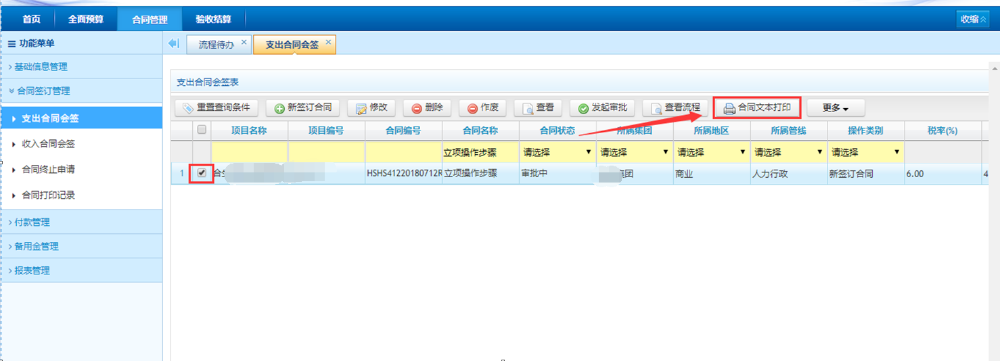 首页 全面预算 合同管理 验收结算 收缩
功能菜单
流程待办 支出合同会签
基础信息管理
合同签订管理
支出合同会签
收入合同会签
合同终止申请
合同打印记录
付款管理
备用金管理
报表管理
支出合同会签表
重置查询条件 新签订合同 修改 删除 作废 查看 发起审批 查看流程 合同文本打印 更多
项目名称 项目编号 合同编号 合同名称 合同状态 所属集团 所属地区 所属管线 操作类别 税率(%)
立项操作步骤 请选择 请选择 请选择 请选择 请选择
1 HSHS41220180712R 立项操作步骤 审批中 集团 商业 人力行政 新签订合同 6.00 4